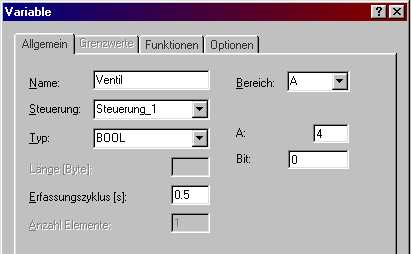 Variable
Allgemein Grenzwerte Funktionen Optionen
Name: Ventil Bereich: A
Steuerung: Steuerung_1
Typ: BOOL A: 4
Bit: 0
Länge [Byte]:
Erfassungszyklus [s]: 0.5
Anzahl Elemente: 1